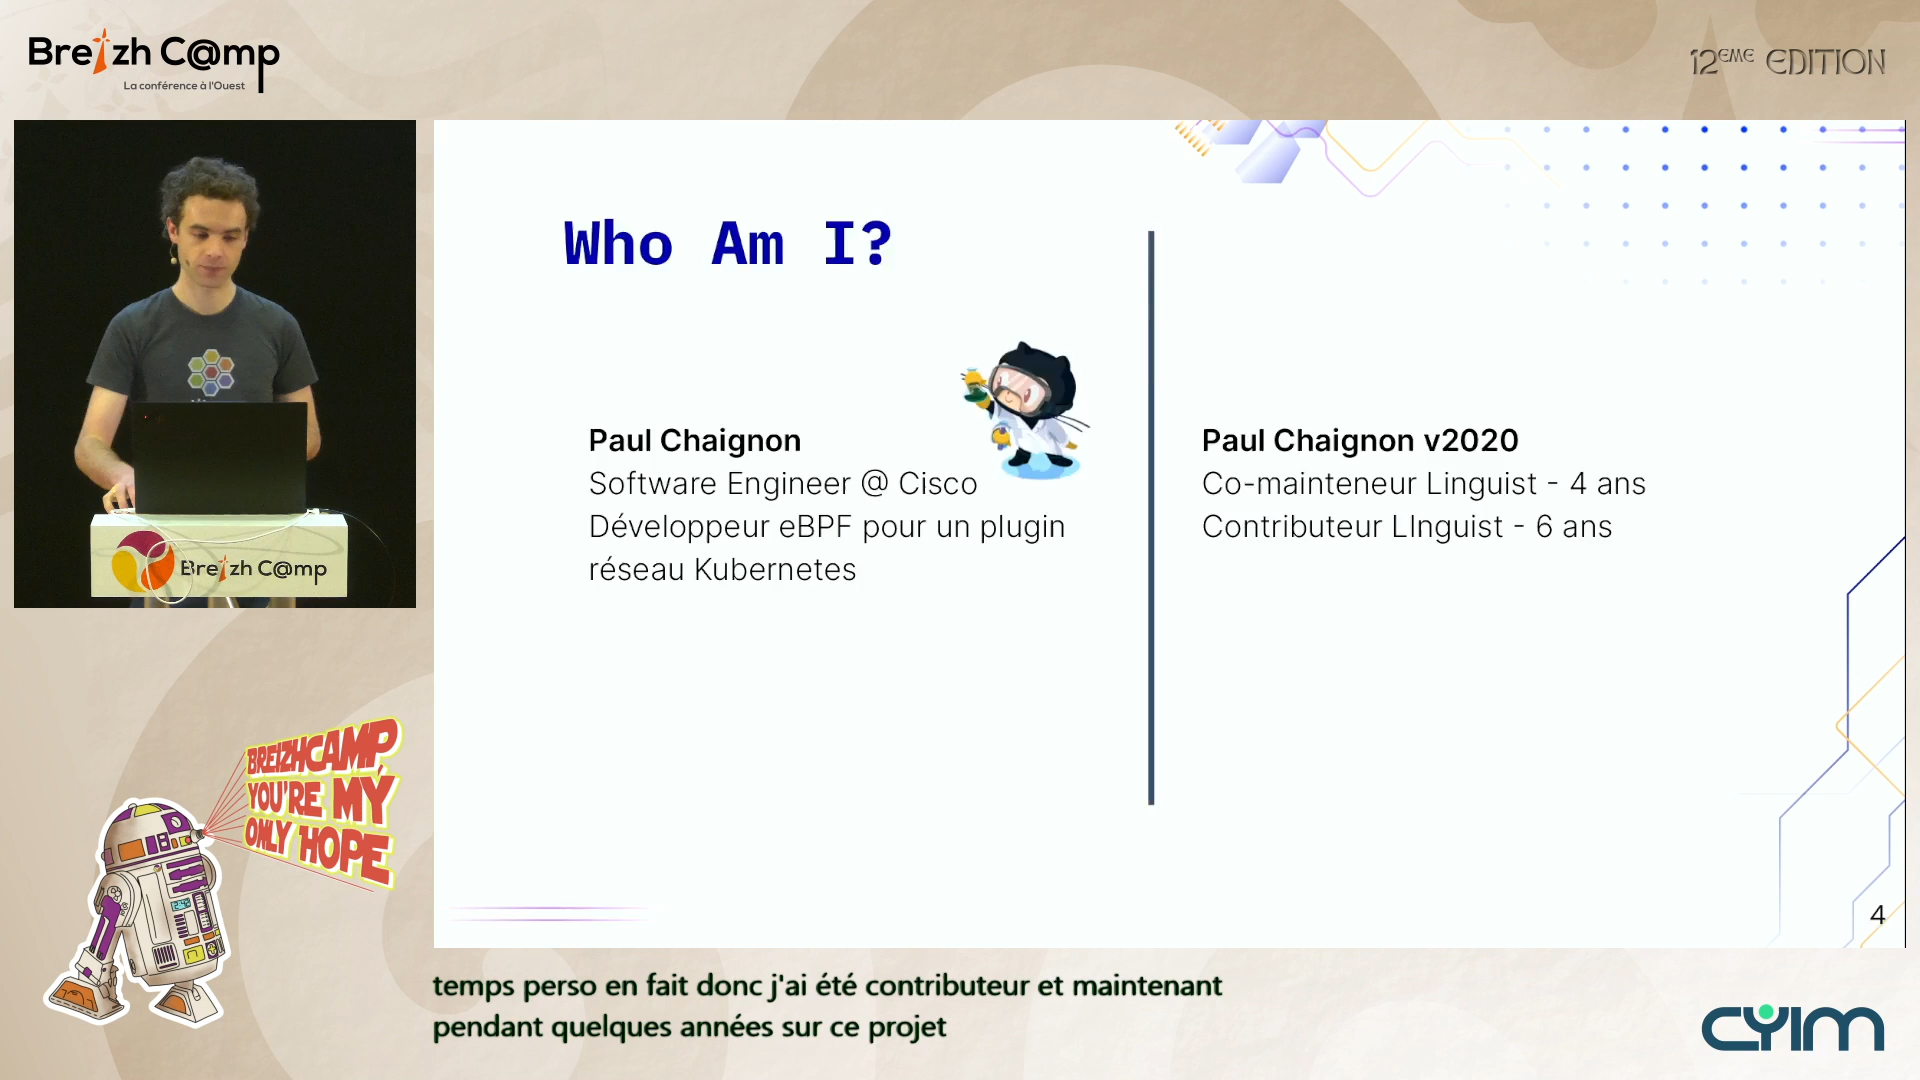 Breizh C@mp
La conférence à l'Ouest
12EME EDITION
Who Am I?
Paul Chaignon
Software Engineer @ Cisco
Développeur eBPF pour un plugin
réseau Kubernetes
Paul Chaignon v2020
Co-mainteneur Linguist - 4 ans
Contributeur LInguist - 6 ans
4
Breizh C@mp
BREIZHCAMP,
YOU'RE MY
ONLY HOPE
temps perso en fait donc j'ai été contributeur et maintenant
pendant quelques années sur ce projet
CYIM